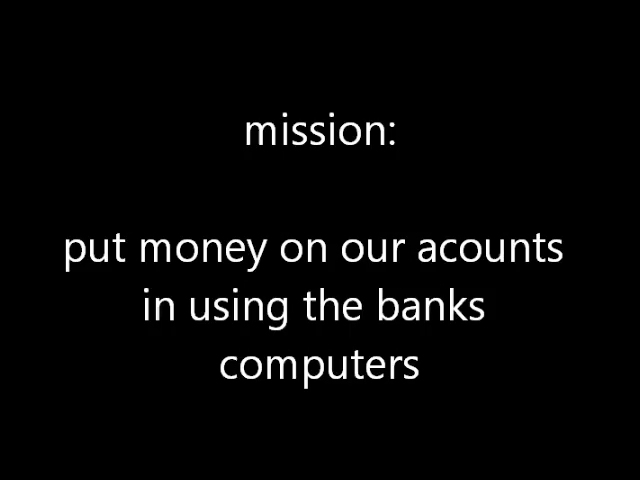 mission:
put money on our acounts
in using the banks
computers